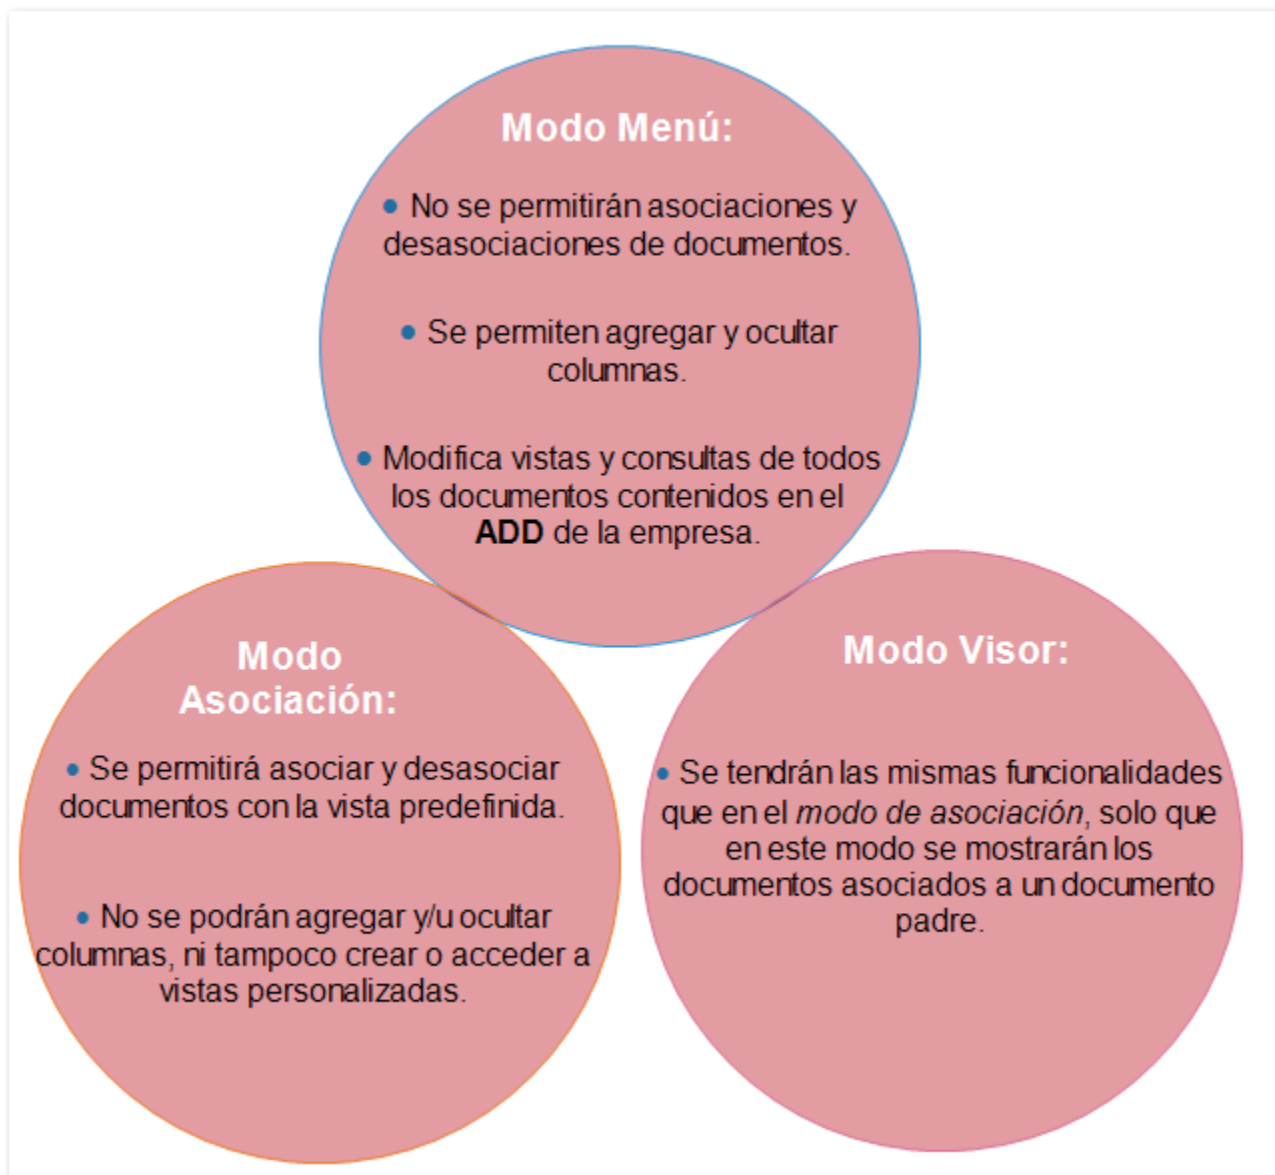 Modo Menú:
• No se permitirán asociaciones y
desasociaciones de documentos.
• Se permiten agregar y ocultar
columnas.
• Modifica vistas y consultas de todos
los documentos contenidos en el
ADD de la empresa.
Modo
Asociación:
• Se permitirá asociar y desasociar
documentos con la vista predefinida.
• No se podrán agregar y/u ocultar
columnas, ni tampoco crear o acceder a
vistas personalizadas.
Modo Visor:
• Se tendrán las mismas funcionalidades
que en el modo de asociación, solo que
en este modo se mostrarán los
documentos asociados a un documento
padre.